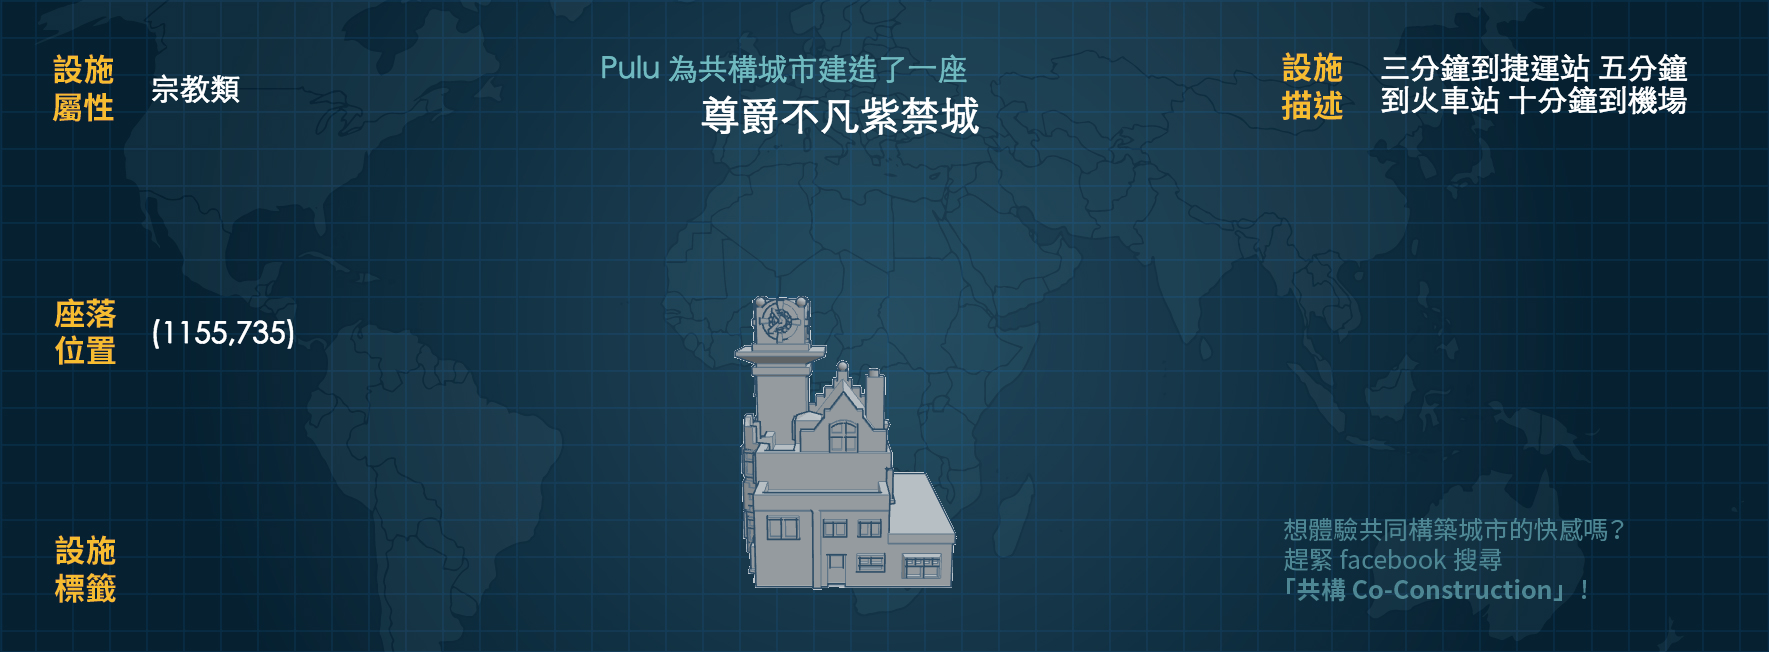 設施
屬性
宗教類
Pulu 為共構城市建造了一座
尊爵不凡紫禁城
設施
描述
三分鐘到捷運站 五分鐘
到火車站 十分鐘到機場
座落
位置
(1155,735)
設施
標籤
想體驗共同構築城市的快感嗎？
趕緊 facebook 搜尋
「共構 Co-Construction」！